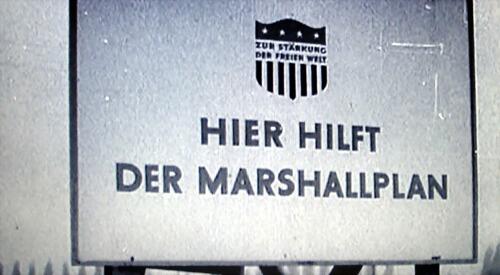 ZUR STÄRKUNG
DER FREIEN WELT
HIER HILFT
DER MARSHALLPLAN